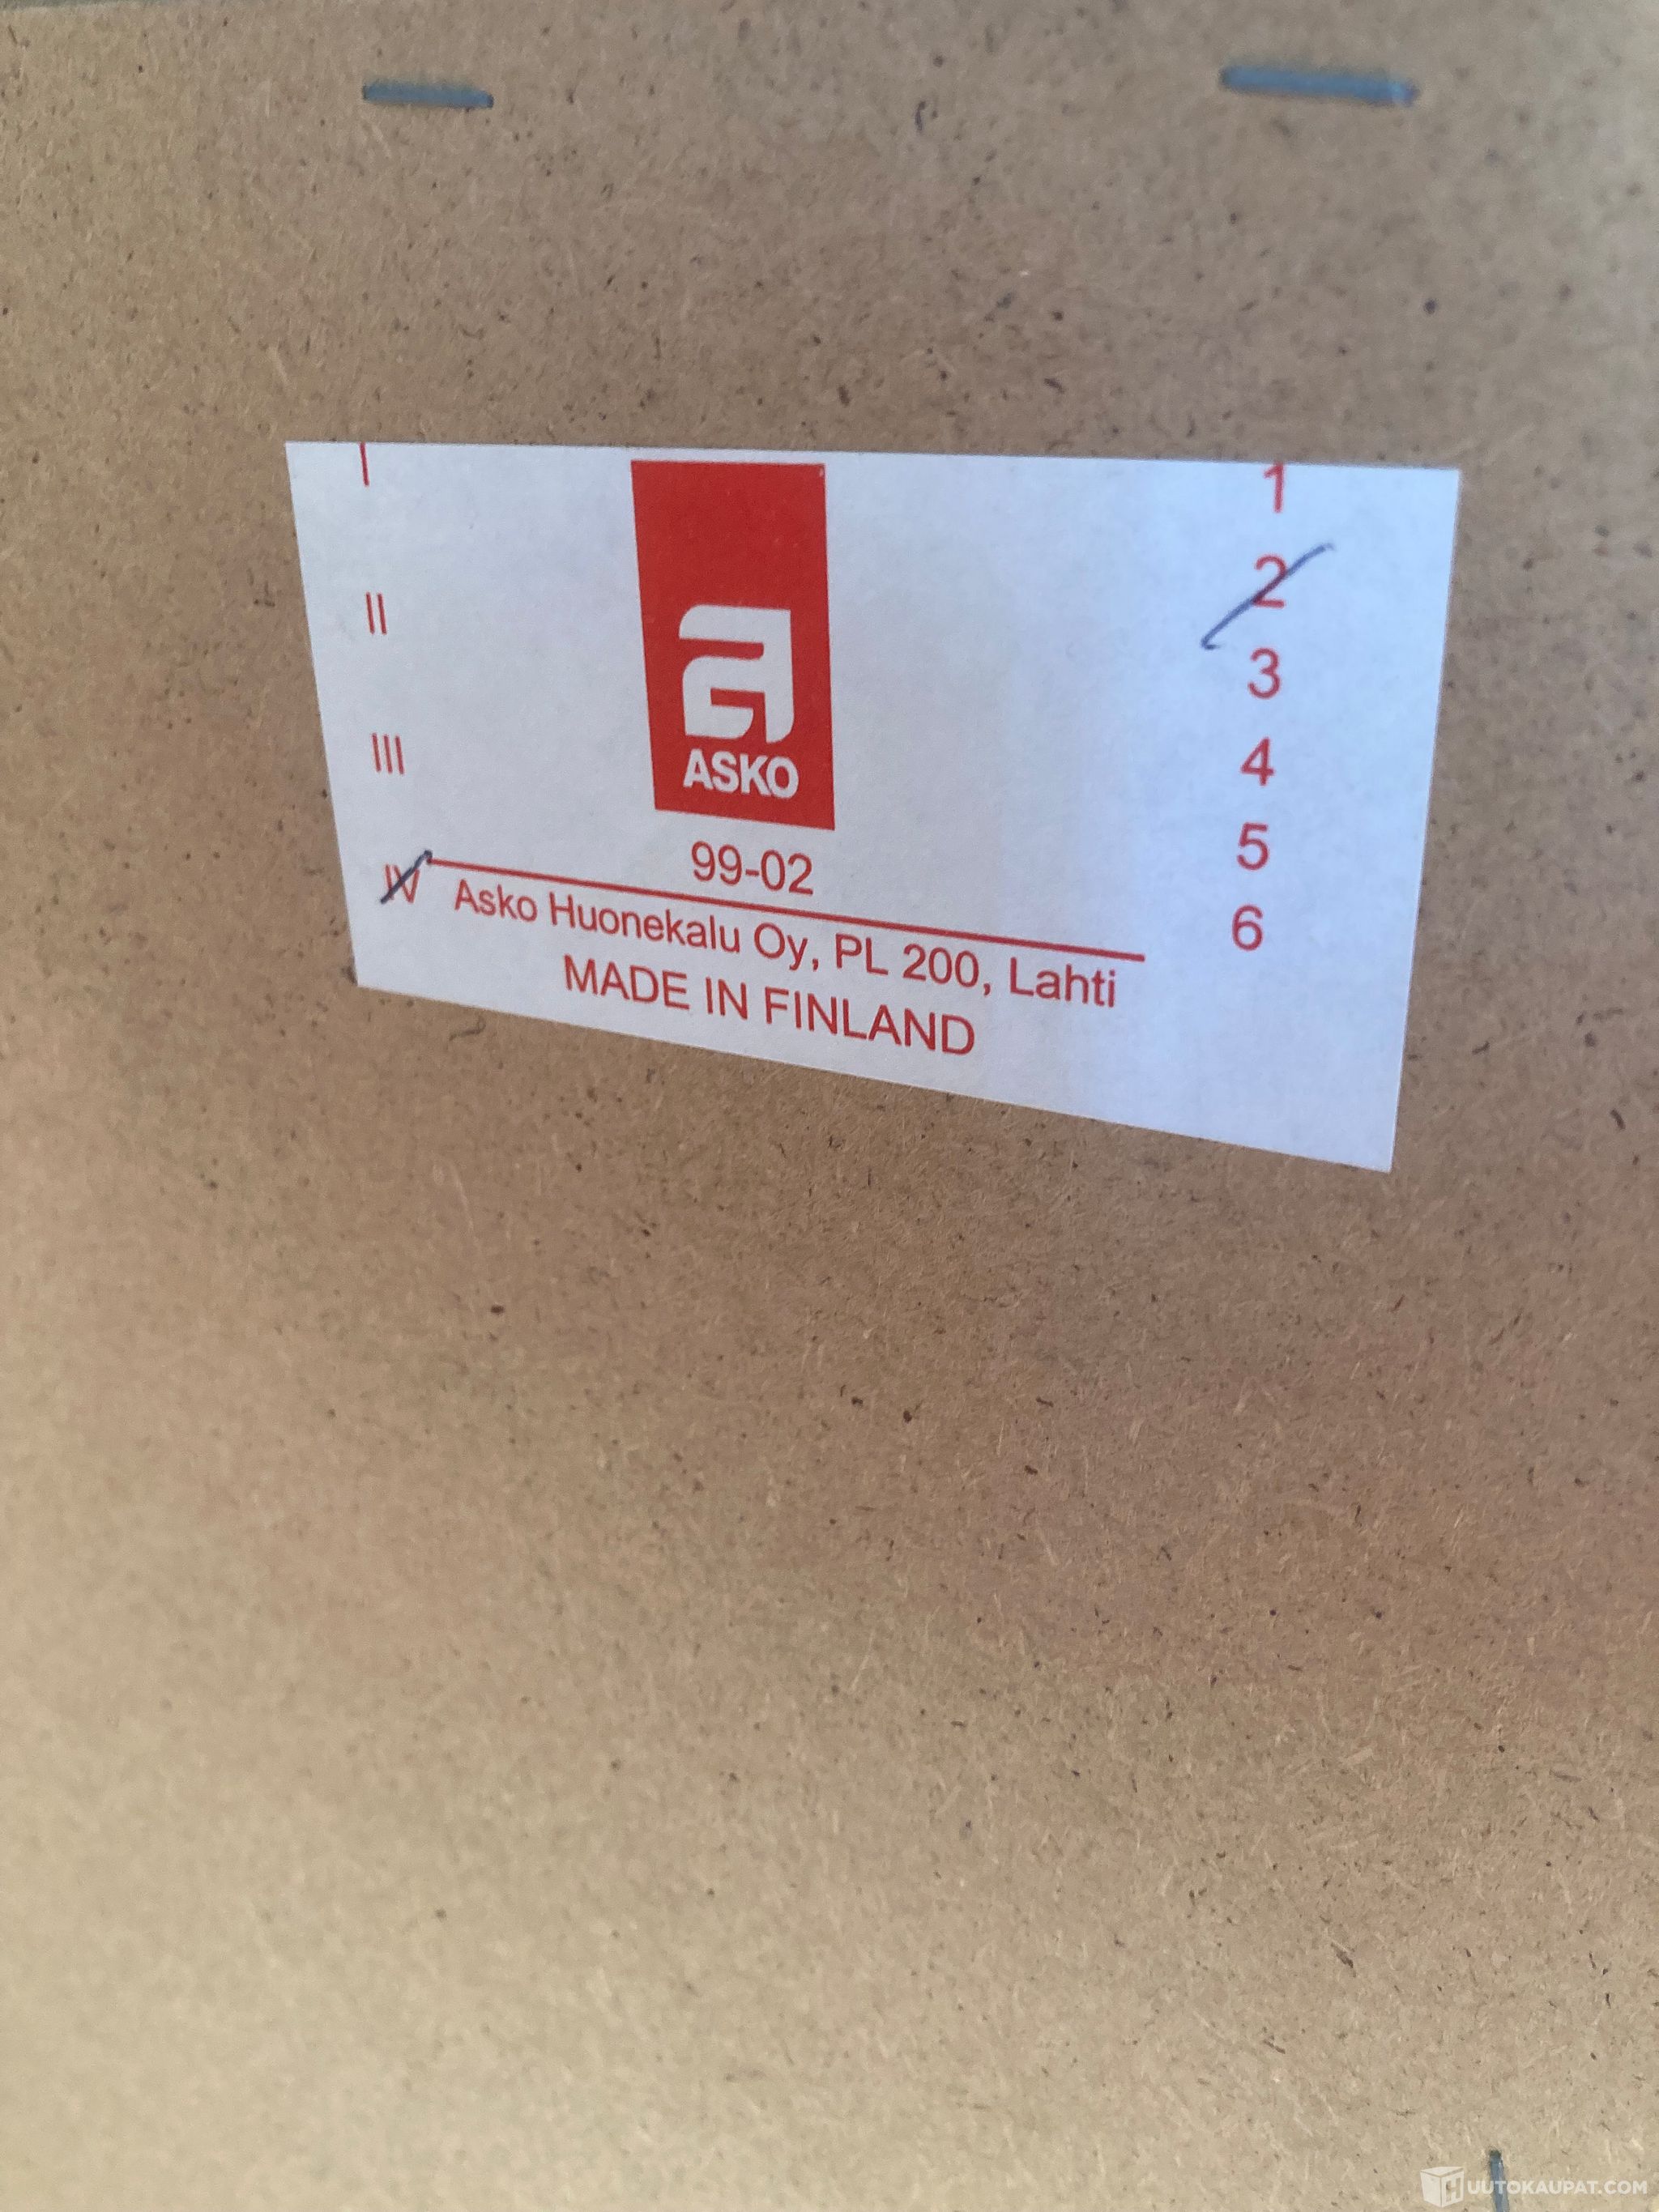 I
II
III
IV
ASKO
99-02
Asko Huonekalu Oy, PL 200, Lahti
MADE IN FINLAND
1
2
3
4
5
6
HUUTOKAUPAT.COM